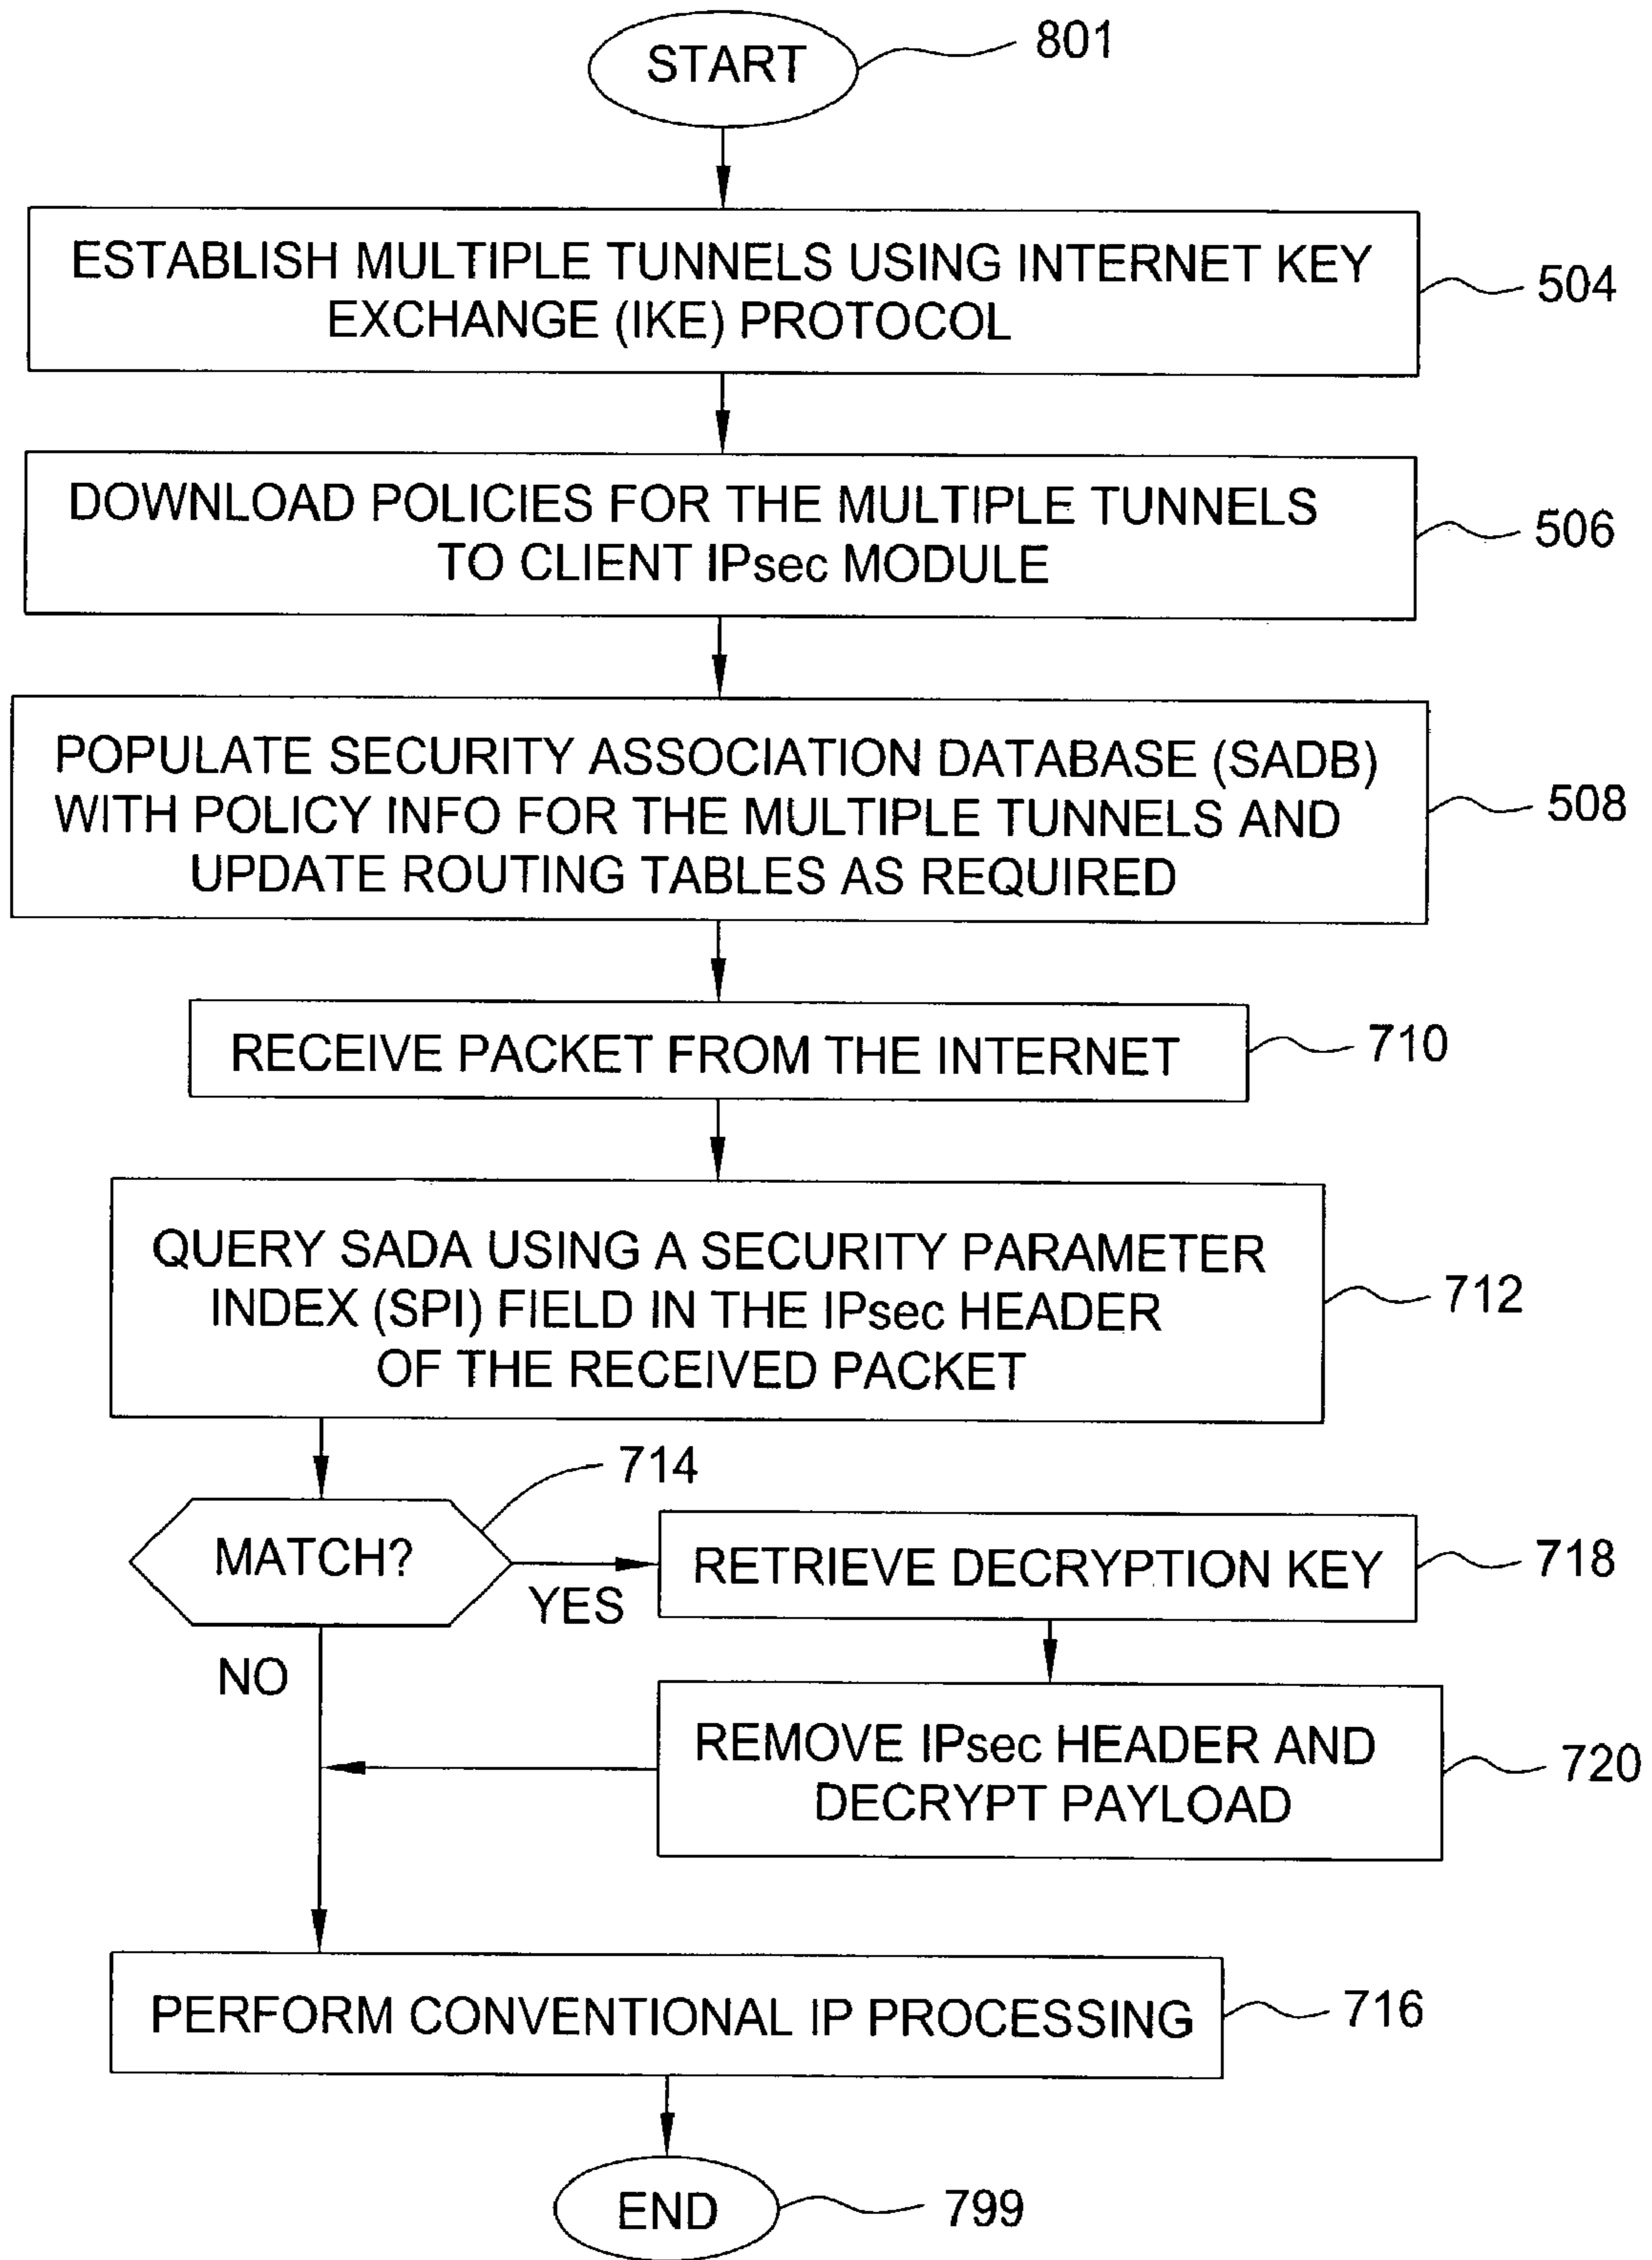 START
801
ESTABLISH MULTIPLE TUNNELS USING INTERNET KEY
EXCHANGE (IKE) PROTOCOL
504
DOWNLOAD POLICIES FOR THE MULTIPLE TUNNELS
TO CLIENT IPsec MODULE
506
POPULATE SECURITY ASSOCIATION DATABASE (SADB)
WITH POLICY INFO FOR THE MULTIPLE TUNNELS AND
UPDATE ROUTING TABLES AS REQUIRED
508
RECEIVE PACKET FROM THE INTERNET
710
QUERY SADA USING A SECURITY PARAMETER
INDEX (SPI) FIELD IN THE IPsec HEADER
OF THE RECEIVED PACKET
712
714
MATCH?
YES
RETRIEVE DECRYPTION KEY
718
NO
REMOVE IPsec HEADER AND
DECRYPT PAYLOAD
720
PERFORM CONVENTIONAL IP PROCESSING
716
END
799